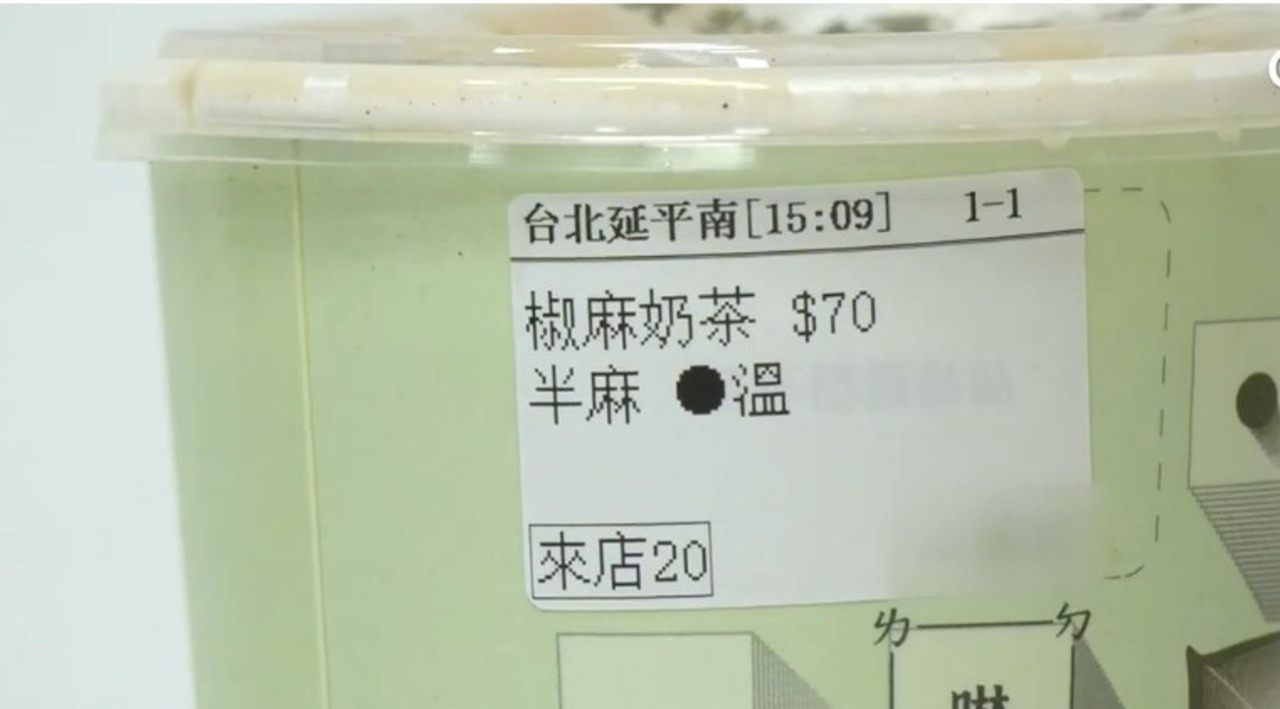 台北延平南[15:09] 1-1
椒麻奶茶 $70
半麻 ●溫
來店20
ㄌ ㄉ